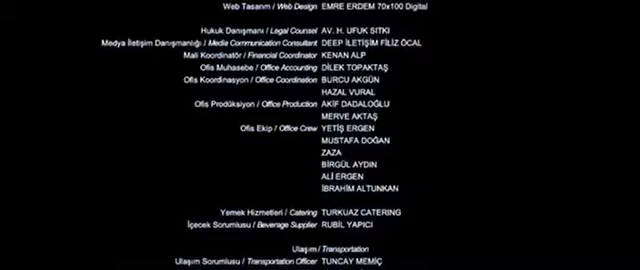 Web Tasarım / Web Design EMRE ERDEM 70x100 Digital
Hukuk Danışmanı / Legal Counsel AV. H. UFUK SITKI
Medya İletişim Danışmanlığı / Media Communication Consultant DEEP İLETİŞİM FİLİZ ÖCAL
Mali Koordinatör / Financial Coordinator KENAN ALP
Ofis Muhasebe / Office Accounting DİLEK TOPAKTAŞ
Ofis Koordinasyon / Office Coordination BURCU AKGÜN
HAZAL VURAL
Ofis Prodüksiyon / Office Production AKİF DADALOĞLU
MERVE AKTAŞ
Ofis Ekip / Office Crew YETİŞ ERGEN
MUSTAFA DOĞAN
ZAZA
BİRGÜL AYDIN
ALİ ERGEN
İBRAHİM ALTUNKAN
Yemek Hizmetleri / Catering TURKUAZ CATERING
İçecek Sorumlusu / Beverage Supplier RUBİL YAPICI
Ulaşım / Transportation
Ulaşım Sorumlusu / Transportation Officer TUNCAY MEMİÇ